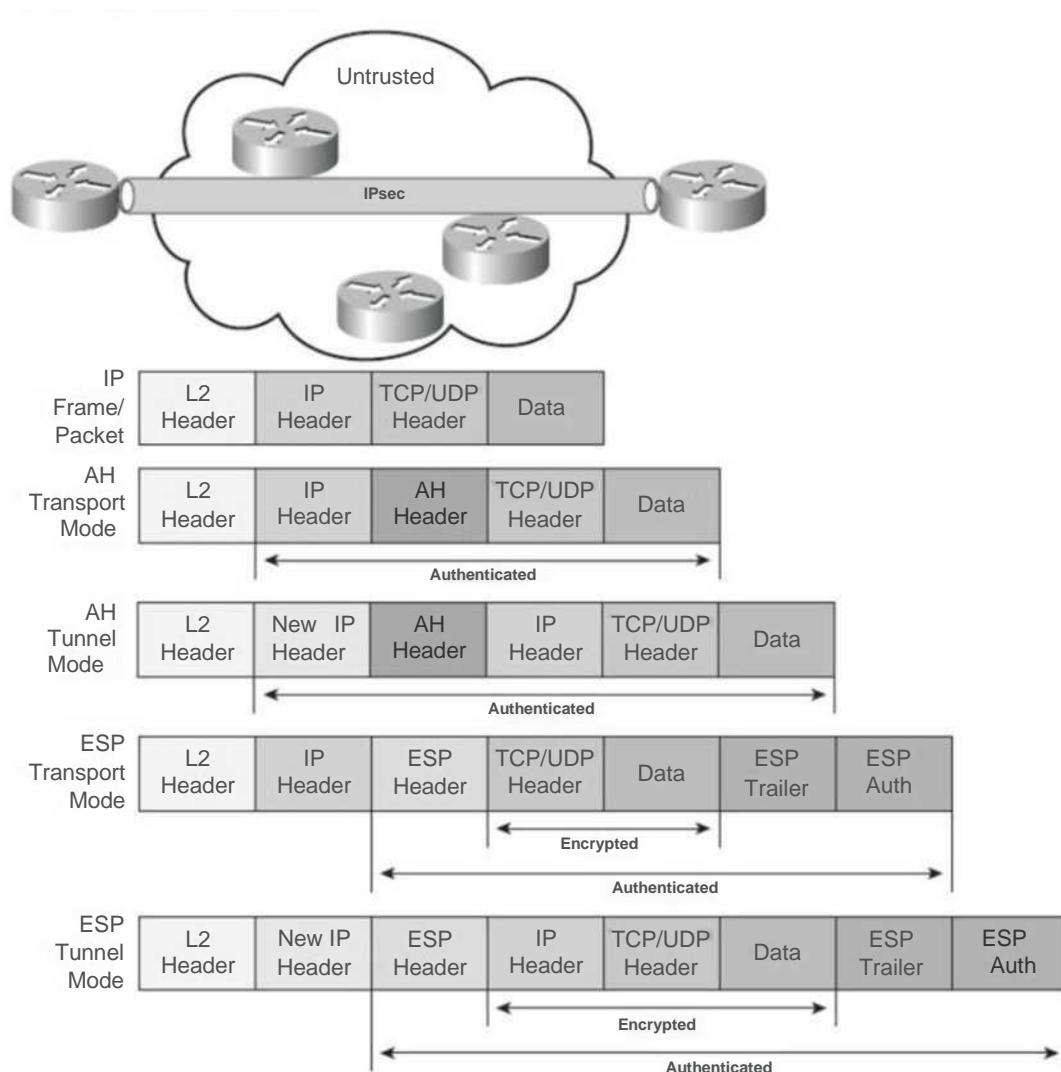 Untrusted
IPsec
IP
Frame/
Packet
L2
Header
IP
Header
TCP/UDP
Header
Data
AH
Transport
Mode
L2
Header
IP
Header
AH
Header
TCP/UDP
Header
Data
Authenticated
AH
Tunnel
Mode
L2
Header
New IP
Header
AH
Header
IP
Header
TCP/UDP
Header
Data
Authenticated
ESP
Transport
Mode
L2
Header
IP
Header
ESP
Header
TCP/UDP
Header
Data
ESP
Trailer
ESP
Auth
Encrypted
Authenticated
ESP
Tunnel
Mode
L2
Header
New IP
Header
ESP
Header
IP
Header
TCP/UDP
Header
Data
ESP
Trailer
ESP
Auth
Encrypted
Authenticated